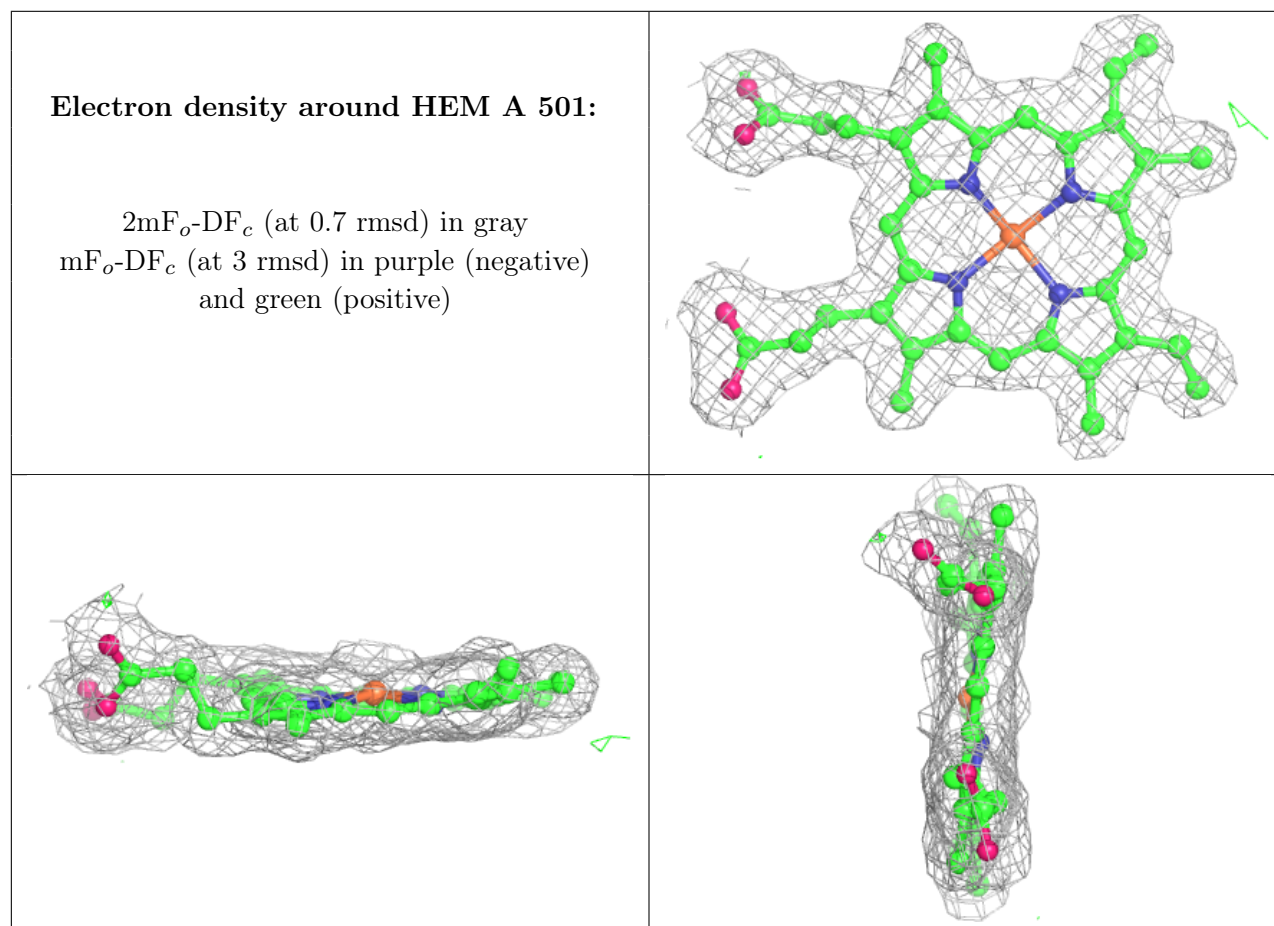 Electron density around HEM A 501:
2mFo-DFc (at 0.7 rmsd) in gray
mFo-DFc (at 3 rmsd) in purple (negative)
and green (positive)